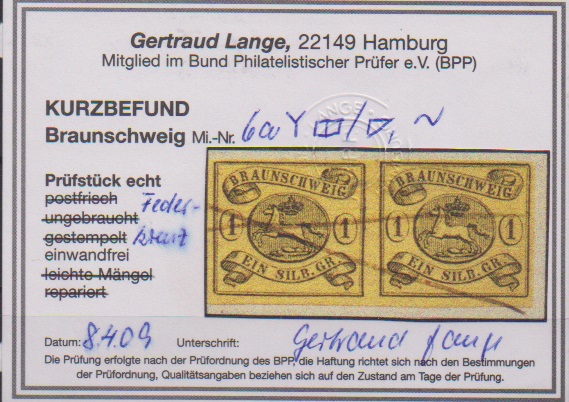 Gertraud Lange, 22149 Hamburg
Mitglied im Bund Philatelistischer Prüfer e.V. (BPP)
KURZBEFUND
Braunschweig Mi.-Nr. 6a Y
BRAUNSCHWEIG BRAUNSCHWEIG
1 1 1 1
EIN SILB. GR. EIN SILB. GR.
Prüfstück echt
postfrisch Feder-
ungebraucht
gestempelt kreuz
einwandfrei
leichte Mängel
repariert
Datum: 8.4.09 Unterschrift: Gertraud Lange
Die Prüfung erfolgte nach der Prüfordnung des BPP, die Haftung richtet sich nach den Bestimmungen
der Prüfordnung, Qualitätsangaben beziehen sich auf den Zustand am Tage der Prüfung.